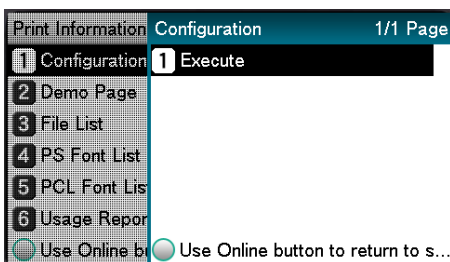 Print Information
1 Configuration
2 Demo Page
3 File List
4 PS Font List
5 PCL Font Lis
6 Usage Repor
Use Online b
Configuration 1/1 Page
1 Execute
Use Online button to return to s...